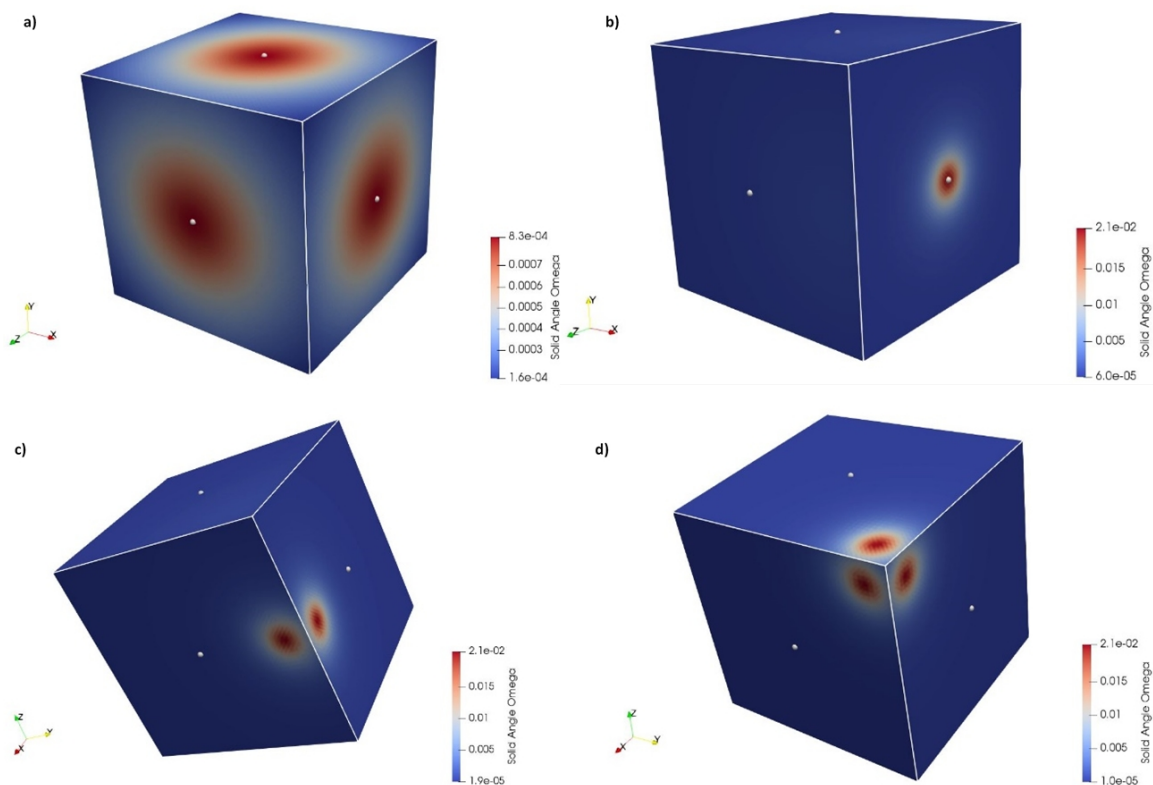 a)
8.3e-04
0.0007
0.0006
0.0005
0.0004
0.0003
1.6e-04
Solid Angle Omega
Y
Z
X
b)
2.1e-02
0.015
0.01
0.005
6.0e-05
Solid Angle Omega
Y
Z
X
c)
2.1e-02
0.015
0.01
0.005
1.9e-05
Solid Angle Omega
Z
Y
X
d)
2.1e-02
0.015
0.01
0.005
1.0e-05
Solid Angle Omega
Z
Y
X